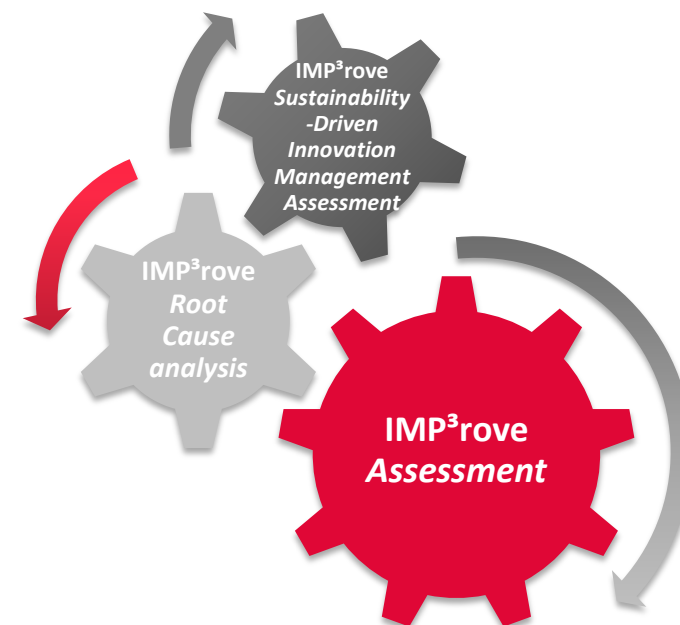 IMP³rove
Sustainability
-Driven
Innovation
Management
Assessment
IMP³rove
Root
Cause
analysis
IMP³rove
Assessment